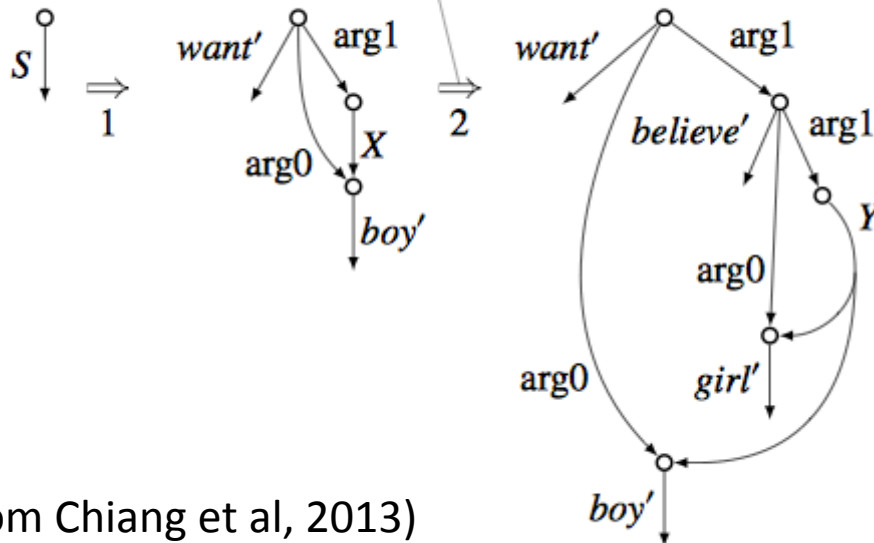 S
1
want′
arg1
X
arg0
boy′
2
want′
arg1
believe′
arg1
Y
arg0
girl′
arg0
boy′
om Chiang et al, 2013)